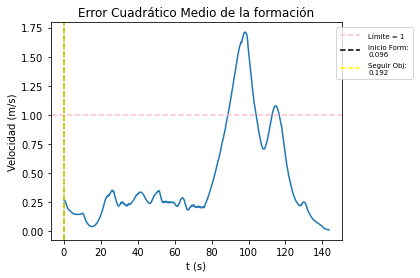 Error Cuadrático Medio de la formación
Límite = 1
Inicio Form:
0.096
Seguir Obj:
0.192
Velocidad (m/s)
1.75
1.50
1.25
1.00
0.75
0.50
0.25
0.00
0 20 40 60 80 100 120 140
t (s)